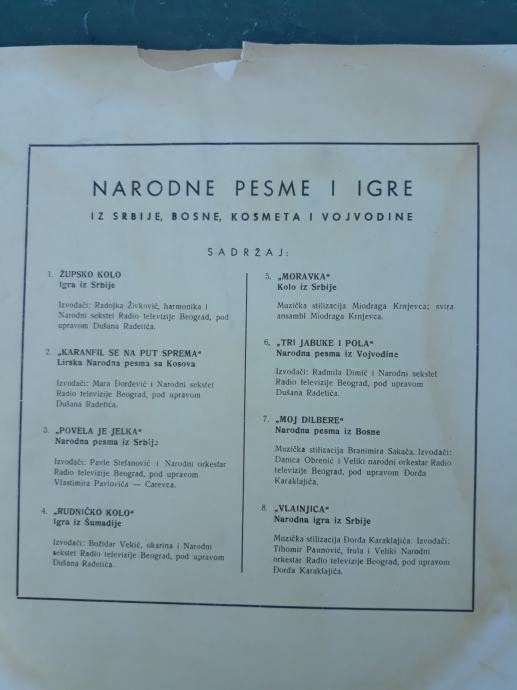 NARODNE PESME I IGRE
IZ SRBIJE, BOSNE, KOSMETA I VOJVODINE
SADRŽAJ:
1. ŽUPSKO KOLO
Igra iz Srbije
Izvođači: Radojka Živković, harmonika i
Narodni sekstet Radio televizije Beograd, pod
upravom Dušana Radetića.
2. „KARANFIL SE NA PUT SPREMA“
Lirska Narodna pesma sa Kosova
Izvođači: Mara Đorđević i Narodni sekstet
Radio televizije Beograd, pod upravom
Dušana Radetića.
3. „POVELA JE JELKA“
Narodna pesma iz Srbije
Izvođači: Pavle Stefanović i Narodni orkestar
Radio televizije Beograd, pod upravom
Vlastimira Pavlovića — Carevca.
4. „RUDNIČKO KOLO“
Igra iz Šumadije
Izvođači: Božidar Vekić, okarina i Narodni
sekstet Radio televizije Beograd, pod upravom
Dušana Radetića.
5. „MORAVKA“
Kolo iz Srbije
Muzička stilizacija Miodraga Krnjevca; svira
ansambl Miodraga Krnjevca.
6. „TRI JABUKE I POLA“
Narodna pesma iz Vojvodine
Izvođači: Radmila Dimić i Narodni sekstet
Radio televizije Beograd, pod upravom
Dušana Radetića.
7. „MOJ DILBERE“
Narodna pesma iz Bosne
Muzička stilizacija Branimira Sakača. Izvođači:
Danica Obrenić i Veliki narodni orkestar Radio
televizije Beograd, pod upravom Đorđa
Karaklajića.
8. „VLAINJICA“
Narodna igra iz Srbije
Muzička stilizacija Đorđa Karaklajića. Izvođači:
Tihomir Paunović, frula i Veliki Narodni
orkestar Radio televizije Beograd, pod upravom
Đorđa Karaklajića.